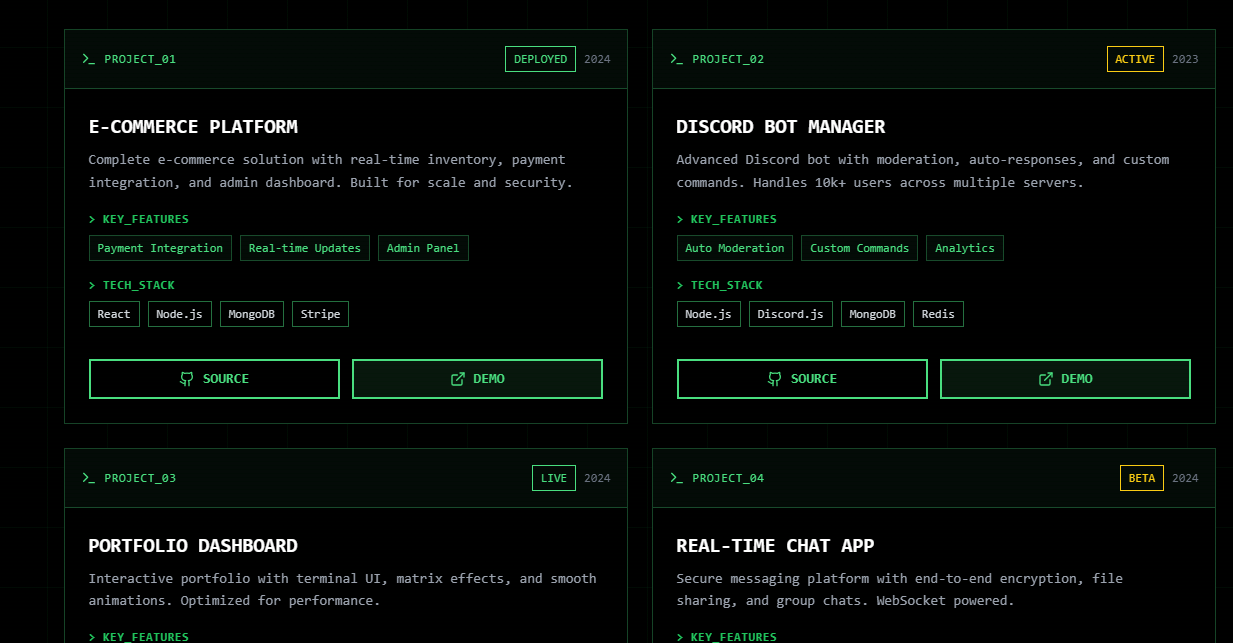 >_ PROJECT_01 DEPLOYED 2024
E-COMMERCE PLATFORM
Complete e-commerce solution with real-time inventory, payment
integration, and admin dashboard. Built for scale and security.
> KEY_FEATURES
Payment Integration Real-time Updates Admin Panel
> TECH_STACK
React Node.js MongoDB Stripe
SOURCE DEMO
>_ PROJECT_02 ACTIVE 2023
DISCORD BOT MANAGER
Advanced Discord bot with moderation, auto-responses, and custom
commands. Handles 10k+ users across multiple servers.
> KEY_FEATURES
Auto Moderation Custom Commands Analytics
> TECH_STACK
Node.js Discord.js MongoDB Redis
SOURCE DEMO
>_ PROJECT_03 LIVE 2024
PORTFOLIO DASHBOARD
Interactive portfolio with terminal UI, matrix effects, and smooth
animations. Optimized for performance.
> KEY_FEATURES
>_ PROJECT_04 BETA 2024
REAL-TIME CHAT APP
Secure messaging platform with end-to-end encryption, file
sharing, and group chats. WebSocket powered.
> KEY_FEATURES